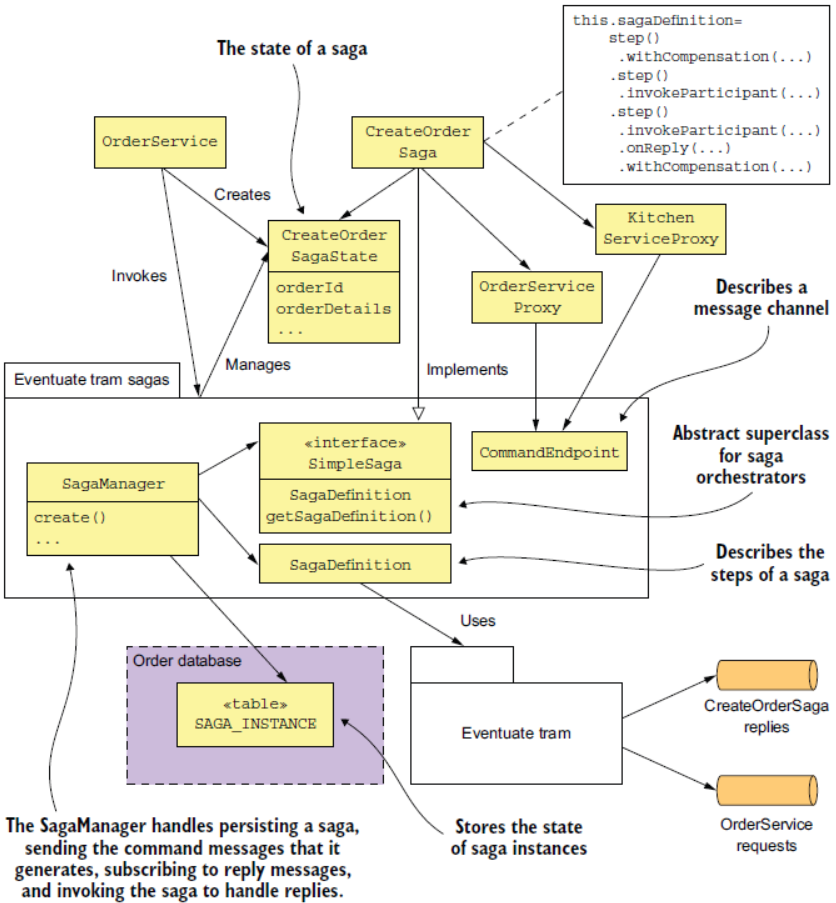 The state of a saga
this.sagaDefinition=
step()
.withCompensation(...)
.step()
.invokeParticipant(...)
.step()
.invokeParticipant(...)
.onReply(...)
.withCompensation(...)
OrderService
CreateOrder
Saga
Creates
CreateOrder
SagaState
orderId
orderDetails
...
Kitchen
ServiceProxy
OrderService
Proxy
Invokes
Describes a
message channel
Manages
Implements
Eventuate tram sagas
«interface»
SimpleSaga
SagaDefinition
getSagaDefinition()
CommandEndpoint
Abstract superclass
for saga
orchestrators
SagaManager
create()
...
SagaDefinition
Describes the
steps of a saga
Uses
Order database
«table»
SAGA_INSTANCE
Eventuate tram
CreateOrderSaga
replies
OrderService
requests
The SagaManager handles persisting a saga,
sending the command messages that it
generates, subscribing to reply messages,
and invoking the saga to handle replies.
Stores the state
of saga instances